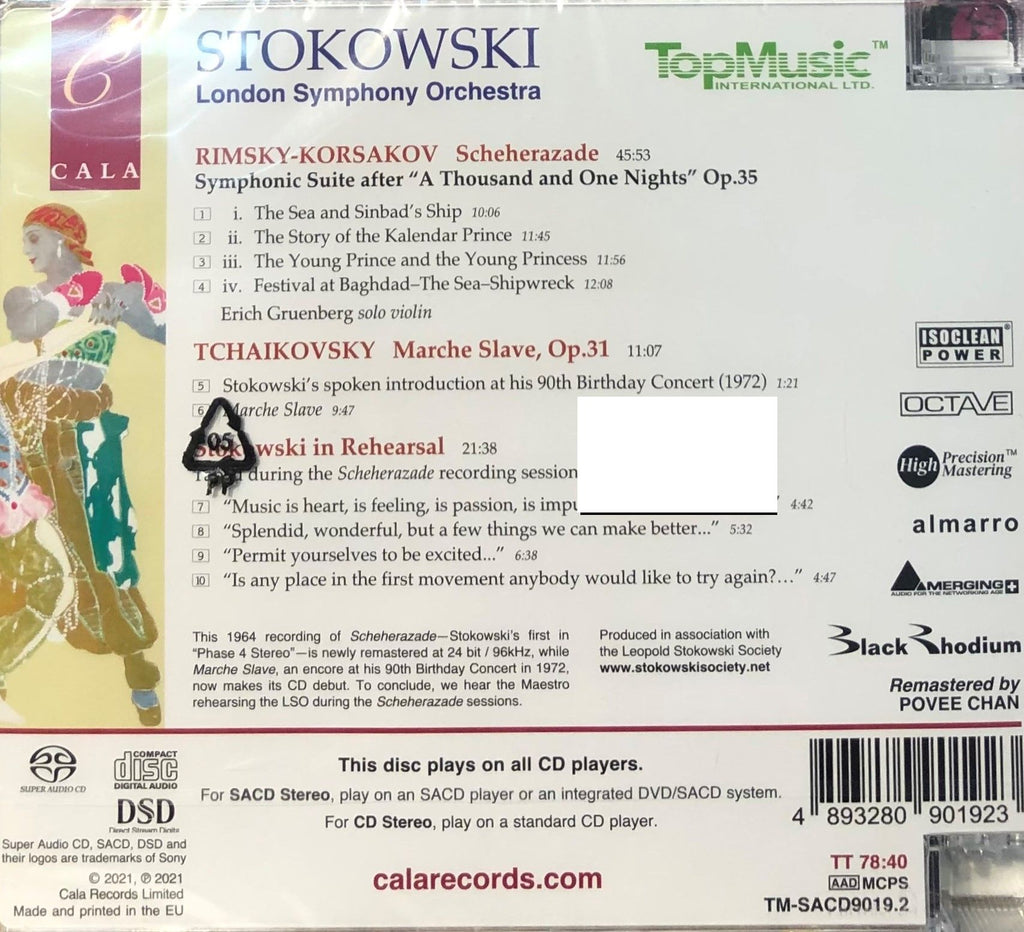 CALA
STOKOWSKI
London Symphony Orchestra
TopMusic™
INTERNATIONAL LTD.
RIMSKY-KORSAKOV Scheherazade 45:53
Symphonic Suite after “A Thousand and One Nights” Op.35
1 i. The Sea and Sinbad’s Ship 10:06
2 ii. The Story of the Kalendar Prince 11:45
3 iii. The Young Prince and the Young Princess 11:56
4 iv. Festival at Baghdad–The Sea–Shipwreck 12:08
Erich Gruenberg solo violin
TCHAIKOVSKY Marche Slave, Op.31 11:07
5 Stokowski’s spoken introduction at his 90th Birthday Concert (1972) 1:21
6 Marche Slave 9:47
05
Stokowski in Rehearsal 21:38
during the Scheherazade recording session
7 “Music is heart, is feeling, is passion, is ” 4:42
8 “Splendid, wonderful, but a few things we can make better...” 5:32
9 “Permit yourselves to be excited...” 6:38
10 “Is any place in the first movement anybody would like to try again?...” 4:47
This 1964 recording of Scheherazade—Stokowski’s first in
“Phase 4 Stereo”—is newly remastered at 24 bit / 96kHz, while
Marche Slave, an encore at his 90th Birthday Concert in 1972,
now makes its CD debut. To conclude, we hear the Maestro
rehearsing the LSO during the Scheherazade sessions.
Produced in association with
the Leopold Stokowski Society
www.stokowskisociety.net
ISOCLEAN®
POWER
OCTAVE
High Precision™
Mastering
almarro
MERGING+
AUDIO FOR THE NETWORKING AGE
Black Rhodium
Remastered by
POVEE CHAN
SUPER AUDIO CD
COMPACT
disc
DIGITAL AUDIO
DSD
Direct Stream Digital
Super Audio CD, SACD, DSD and
their logos are trademarks of Sony
© 2021, ℗ 2021
Cala Records Limited
Made and printed in the EU
This disc plays on all CD players.
For SACD Stereo, play on an SACD player or an integrated DVD/SACD system.
For CD Stereo, play on a standard CD player.
calarecords.com
4 893280 901923
TT 78:40
AAD MCPS
TM-SACD9019.2